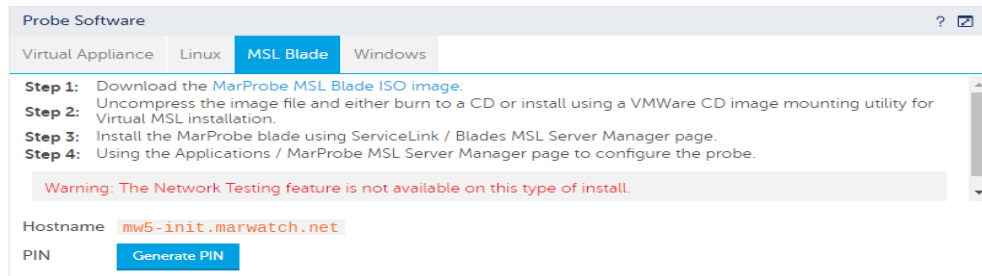 Probe Software ?
Virtual Appliance Linux MSL Blade Windows
Step 1: Download the MarProbe MSL Blade ISO image.
Step 2: Uncompress the image file and either burn to a CD or install using a VMWare CD image mounting utility for
Virtual MSL installation.
Step 3: Install the MarProbe blade using ServiceLink / Blades MSL Server Manager page.
Step 4: Using the Applications / MarProbe MSL Server Manager page to configure the probe.
Warning: The Network Testing feature is not available on this type of install.
Hostname mw5-init.marwatch.net
PIN Generate PIN